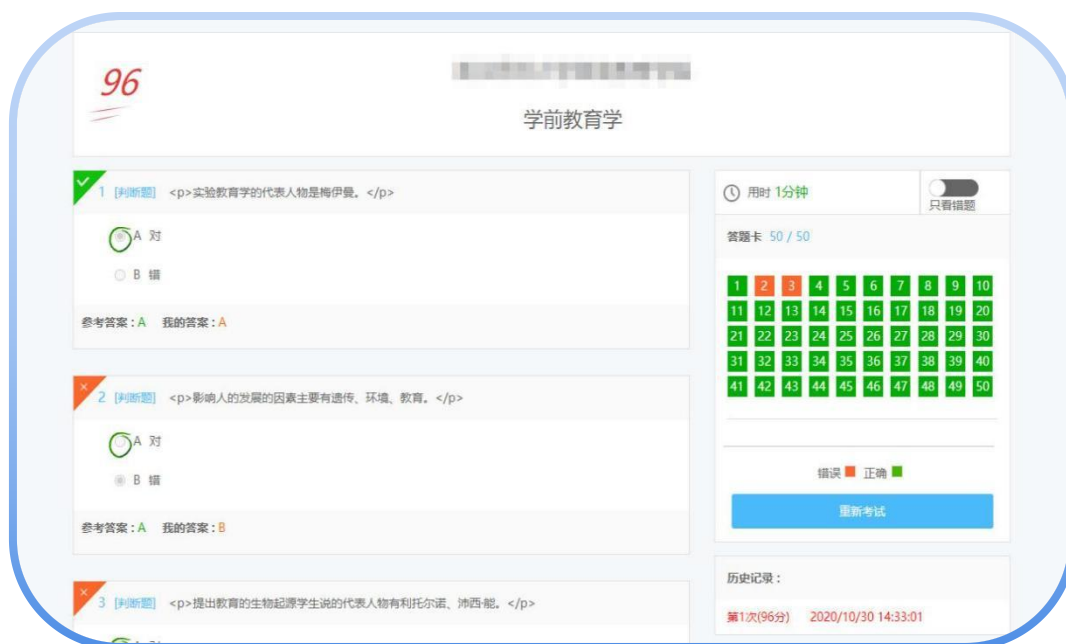 96
学前教育学
1 [判断题] <p>实验教育学的代表人物是梅伊曼。</p>
A 对
B 错
参考答案：A 我的答案：A
2 [判断题] <p>影响人的发展的因素主要有遗传、环境、教育。</p>
A 对
B 错
参考答案：A 我的答案：B
3 [判断题] <p>提出教育的生物起源学生说的代表人物有利托尔诺、沛西·能。</p>
用时 1分钟
只看错题
答题卡 50 / 50
1 2 3 4 5 6 7 8 9 10
11 12 13 14 15 16 17 18 19 20
21 22 23 24 25 26 27 28 29 30
31 32 33 34 35 36 37 38 39 40
41 42 43 44 45 46 47 48 49 50
错误 正确
重新考试
历史记录：
第1次(96分) 2020/10/30 14:33:01